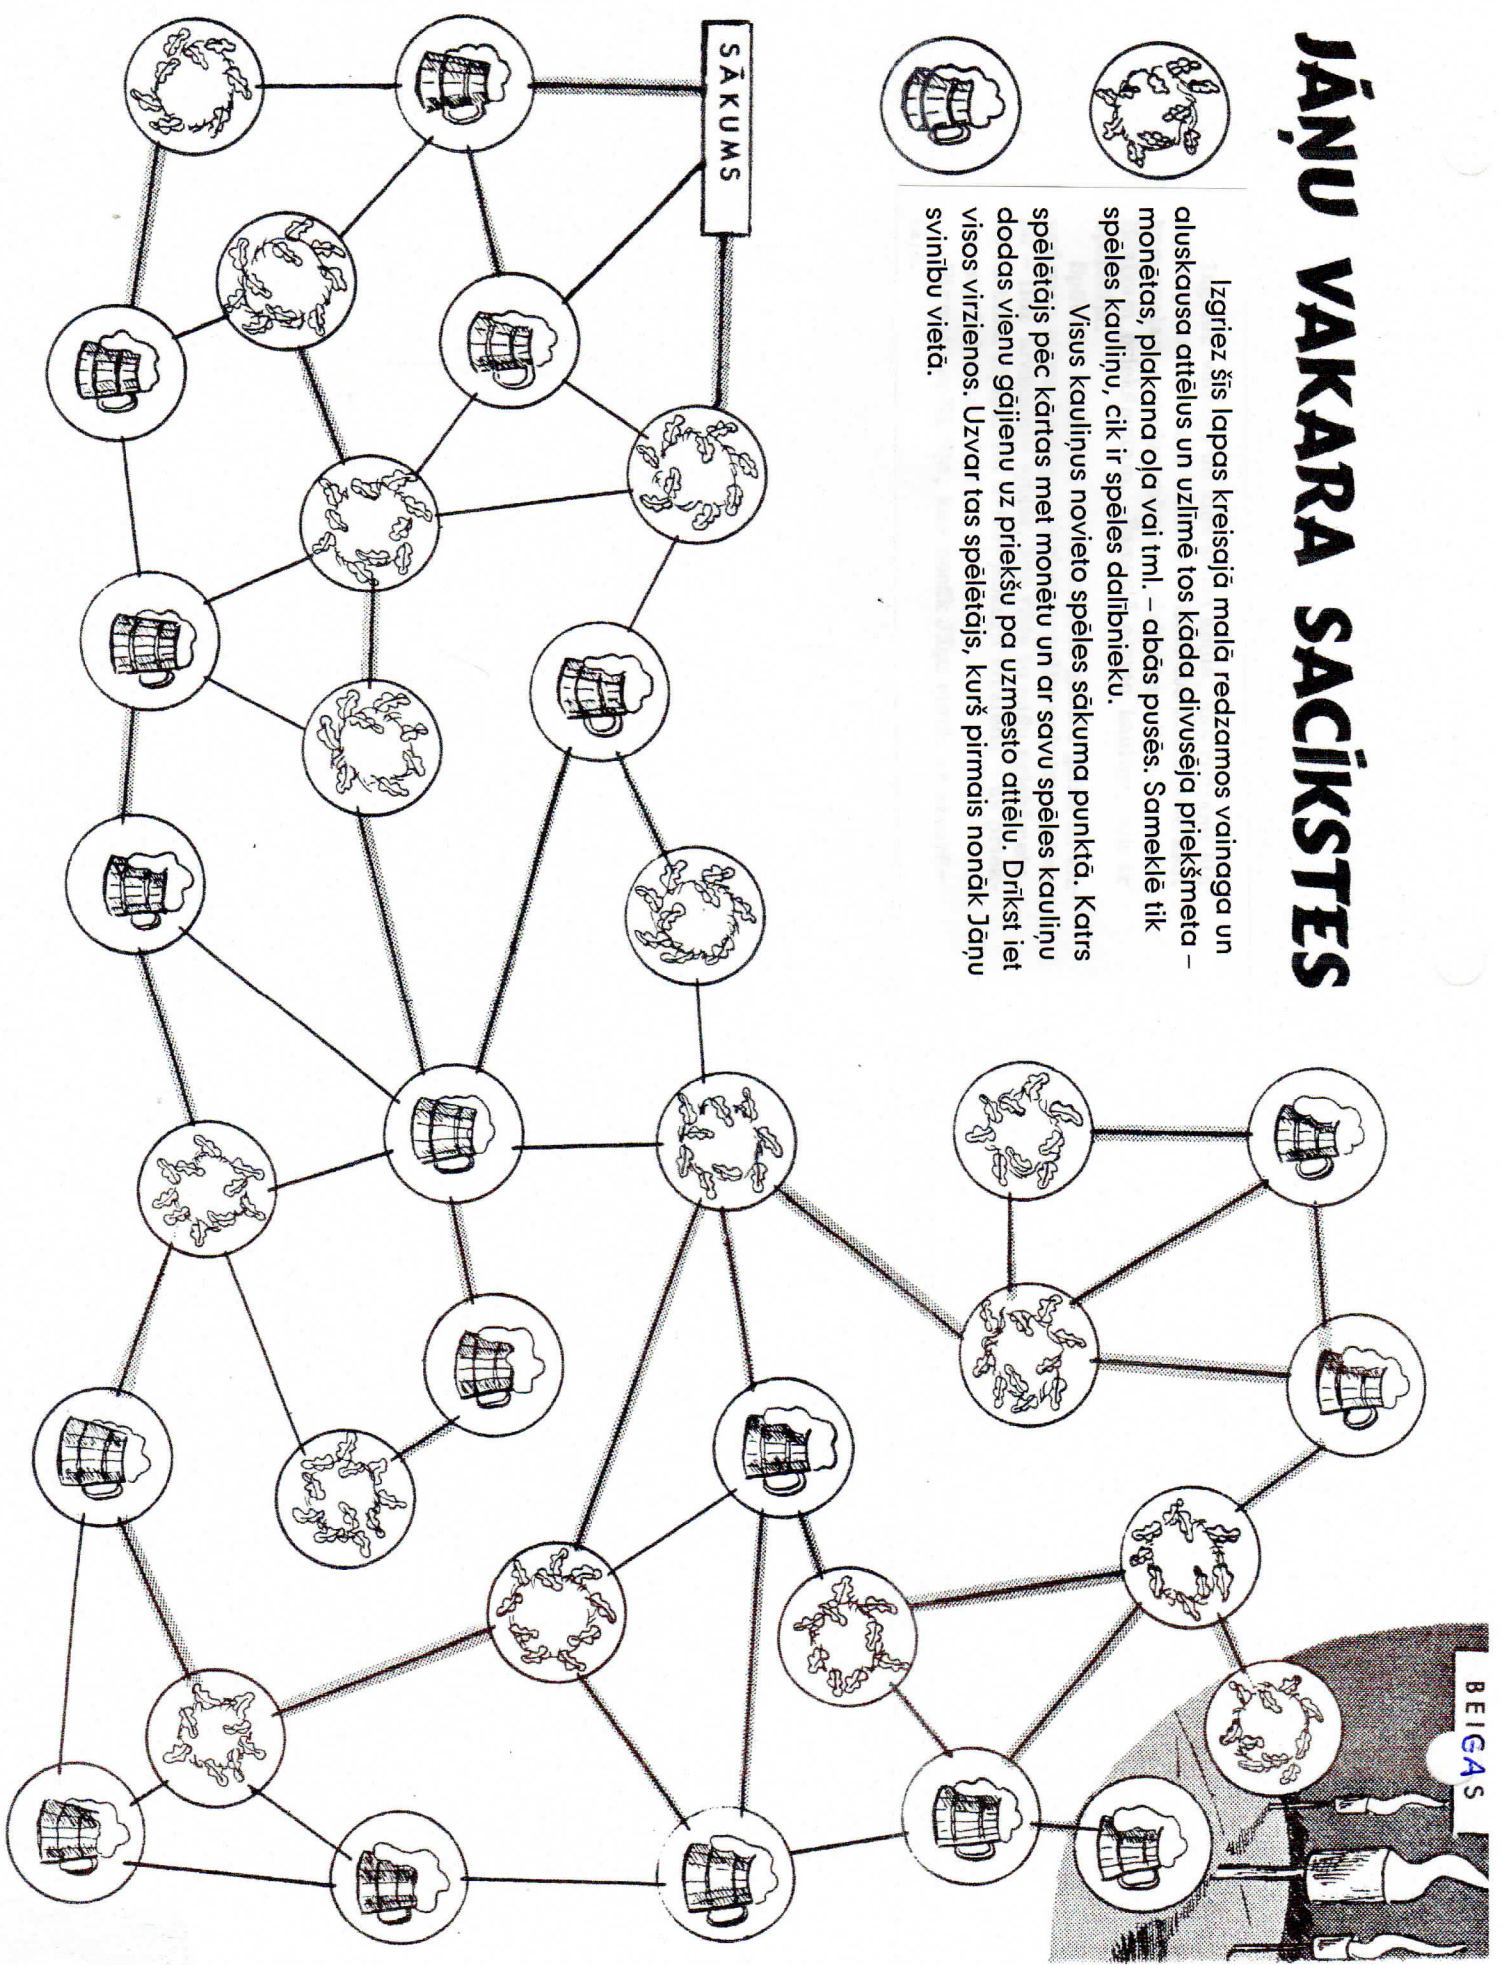 JĀŅU VAKARA SACĪKSTES
Izgriez šīs lapas kreisajā malā redzamos vainaga un
aluskausa attēlus un uzlīmē tos kāda divusēja priekšmeta –
monētas, plakana oļa vai tml. – abās pusēs. Sameklē tik
spēles kauliņu, cik ir spēles dalībnieku.
Visus kauliņus novieto spēles sākuma punktā. Katrs
spēlētājs pēc kārtas met monētu un ar savu spēles kauliņu
dodas vienu gājienu uz priekšu pa uzmesto attēlu. Drīkst iet
visos virzienos. Uzvar tas spēlētājs, kurš pirmais nonāk Jāņu
svinību vietā.
SĀKUMS
BEIGAS